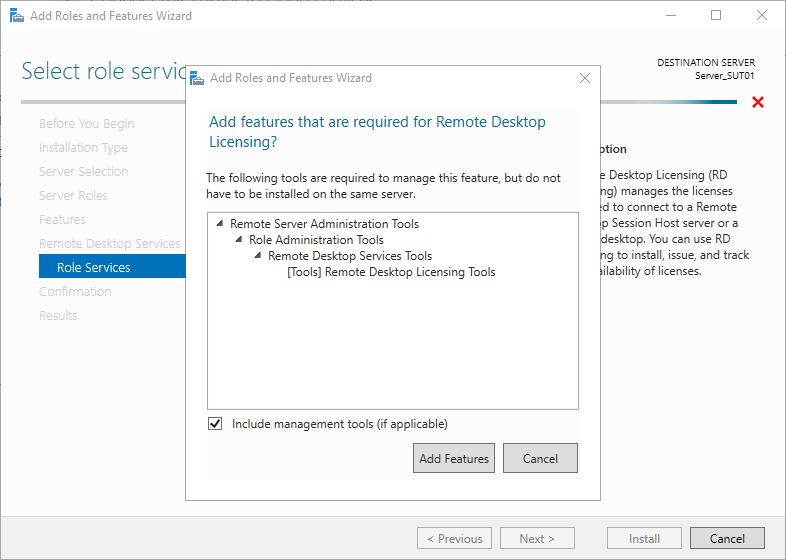 Add Roles and Features Wizard
Select role servic
DESTINATION SERVER
Server_SUT01
Before You Begin
Installation Type
Server Selection
Server Roles
Features
Remote Desktop Services
Role Services
Confirmation
Results
Add Roles and Features Wizard
Add features that are required for Remote Desktop
Licensing?
The following tools are required to manage this feature, but do not
have to be installed on the same server.
Remote Server Administration Tools
Role Administration Tools
Remote Desktop Services Tools
[Tools] Remote Desktop Licensing Tools
Include management tools (if applicable)
Add Features
Cancel
ption
e Desktop Licensing (RD
ng) manages the licenses
ed to connect to a Remote
p Session Host server or a
desktop. You can use RD
ng to install, issue, and track
ailability of licenses.
< Previous
Next >
Install
Cancel